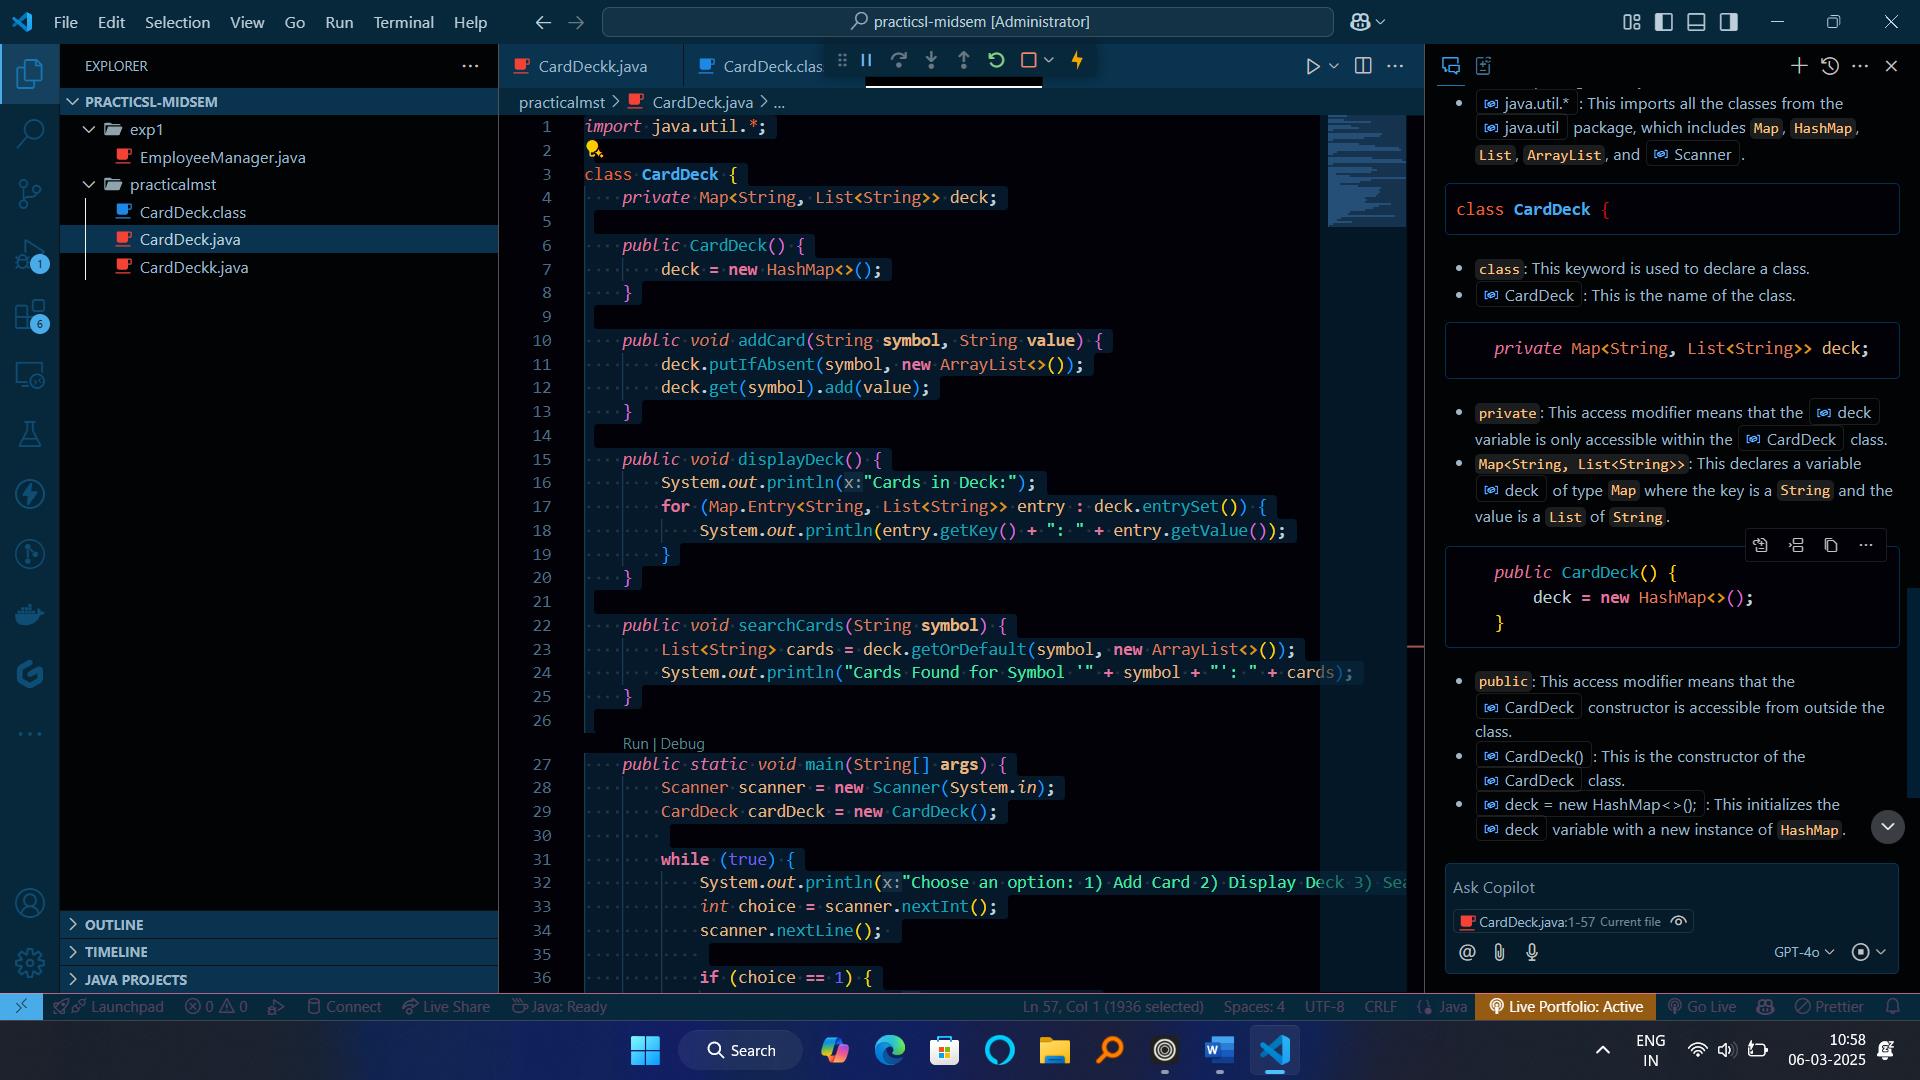 File Edit Selection View Go Run Terminal Help
practicsl-midsem [Administrator]
EXPLORER
PRACTICSL-MIDSEM
exp1
EmployeeManager.java
practicalmst
CardDeck.class
CardDeck.java
CardDeckk.java
1
6
OUTLINE
TIMELINE
JAVA PROJECTS
CardDeckk.java
CardDeck.clas
practicalmst > CardDeck.java > ...
1 import java.util.*;
2
3 class CardDeck {
4 private Map<String, List<String>> deck;
5
6 public CardDeck() {
7 deck = new HashMap<>();
8 }
9
10 public void addCard(String symbol, String value) {
11 deck.putIfAbsent(symbol, new ArrayList<>());
12 deck.get(symbol).add(value);
13 }
14
15 public void displayDeck() {
16 System.out.println(x:"Cards in Deck:");
17 for (Map.Entry<String, List<String>> entry : deck.entrySet()) {
18 System.out.println(entry.getKey() + ": " + entry.getValue());
19 }
20 }
21
22 public void searchCards(String symbol) {
23 List<String> cards = deck.getOrDefault(symbol, new ArrayList<>());
24 System.out.println("Cards Found for Symbol '" + symbol + "': " + cards);
25 }
26
Run | Debug
27 public static void main(String[] args) {
28 Scanner scanner = new Scanner(System.in);
29 CardDeck cardDeck = new CardDeck();
30
31 while (true) {
32 System.out.println(x:"Choose an option: 1) Add Card 2) Display Deck 3) Sea
33 int choice = scanner.nextInt();
34 scanner.nextLine();
35
36 if (choice == 1) {
java.util.* : This imports all the classes from the
java.util package, which includes Map, HashMap,
List, ArrayList, and Scanner .
class CardDeck {
class: This keyword is used to declare a class.
CardDeck : This is the name of the class.
private Map<String, List<String>> deck;
private: This access modifier means that the deck
variable is only accessible within the CardDeck class.
Map<String, List<String>>: This declares a variable
deck of type Map where the key is a String and the
value is a List of String.
public CardDeck() {
deck = new HashMap<>();
}
public: This access modifier means that the
CardDeck constructor is accessible from outside the
class.
CardDeck() : This is the constructor of the
CardDeck class.
deck = new HashMap<>(); : This initializes the
deck variable with a new instance of HashMap.
Ask Copilot
CardDeck.java:1-57 Current file
GPT-4o
Launchpad 0 0 Connect Live Share Java: Ready Ln 57, Col 1 (1936 selected) Spaces: 4 UTF-8 CRLF {} Java Live Portfolio: Active Go Live Prettier
Search
ENG
IN
10:58
06-03-2025